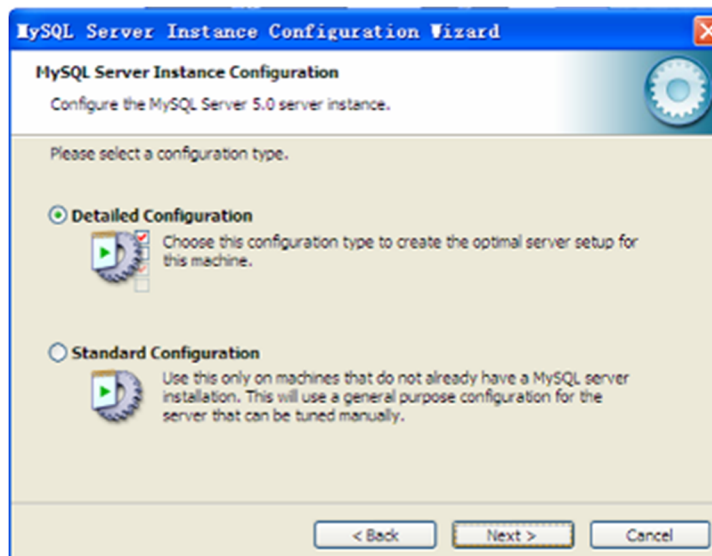 MySQL Server Instance Configuration Wizard
MySQL Server Instance Configuration
Configure the MySQL Server 5.0 server instance.
Please select a configuration type.
Detailed Configuration
Choose this configuration type to create the optimal server setup for
this machine.
Standard Configuration
Use this only on machines that do not already have a MySQL server
installation. This will use a general purpose configuration for the
server that can be tuned manually.
< Back
Next >
Cancel